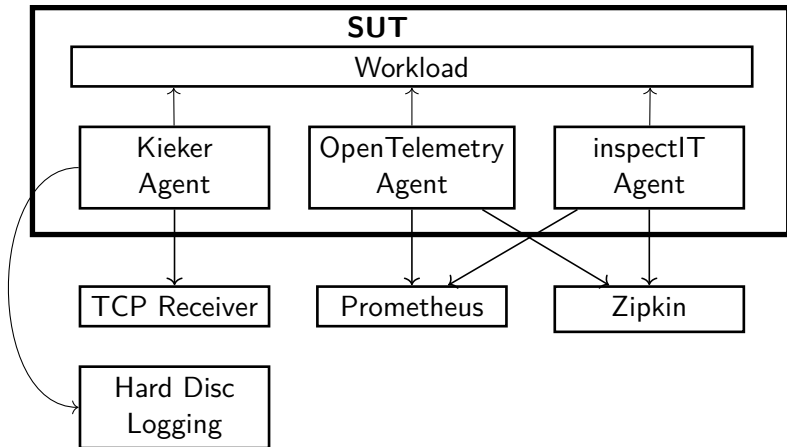 SUT
Workload
Kieker
Agent
OpenTelemetry
Agent
inspectIT
Agent
TCP Receiver
Prometheus
Zipkin
Hard Disc
Logging